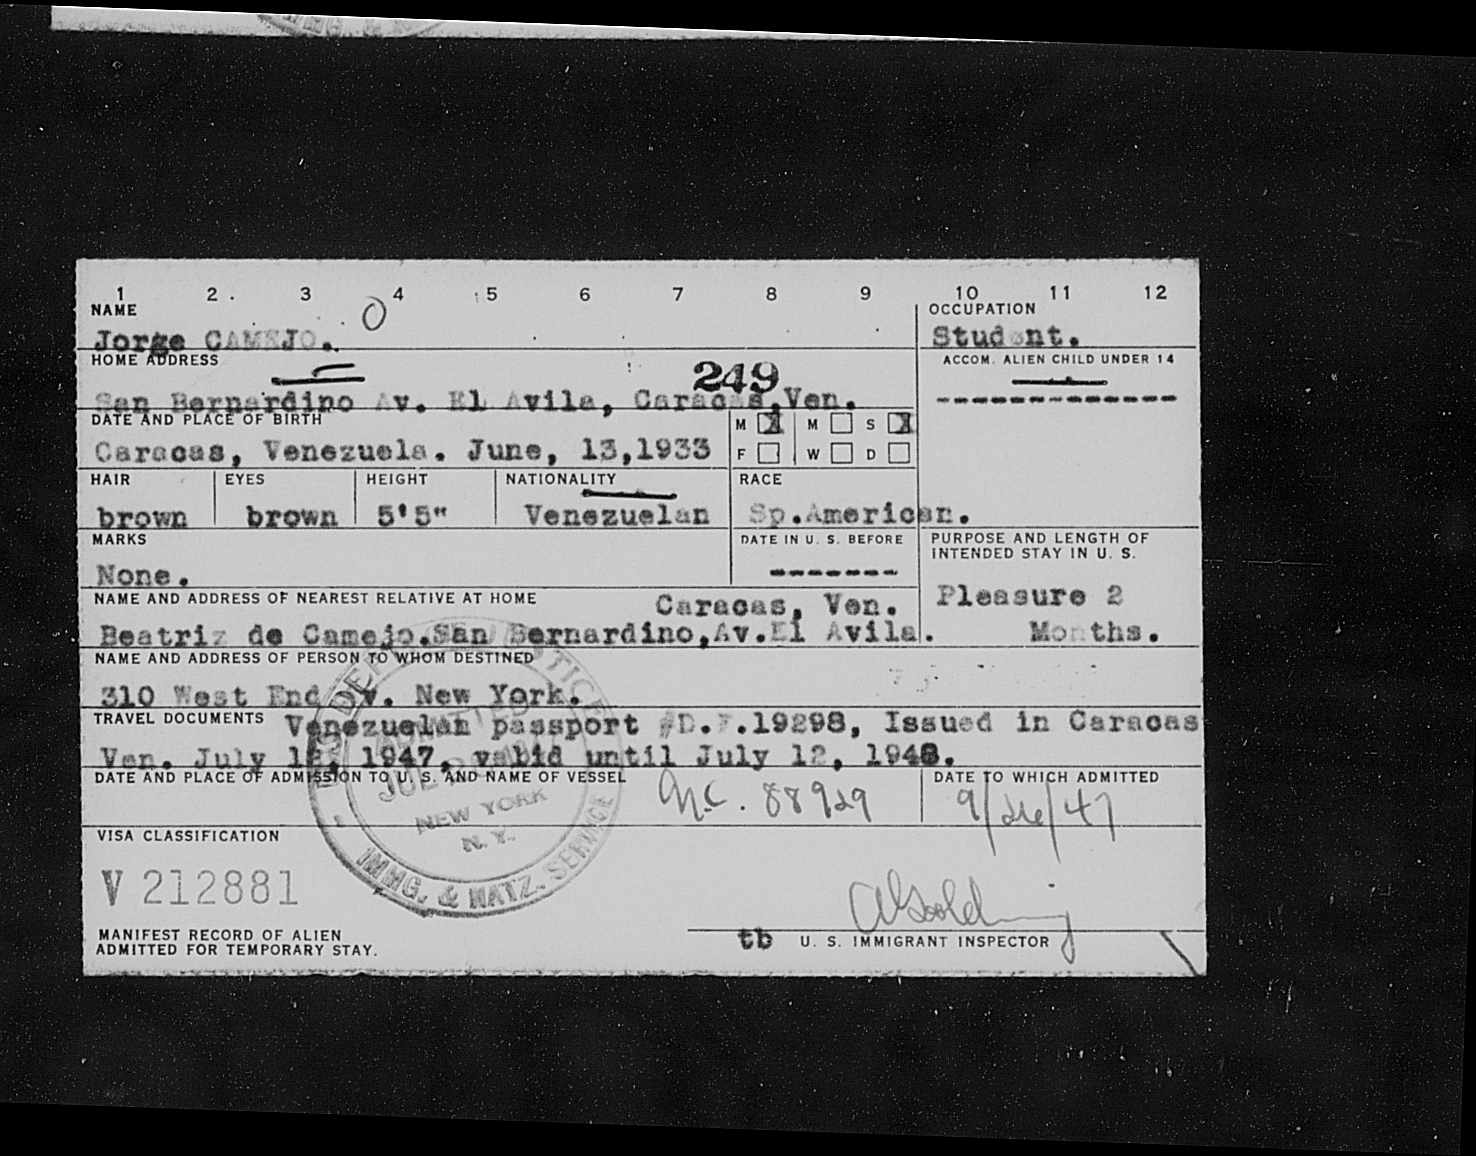 1 2 3 4 5 6 7 8 9 10 11 12
NAME
Jorge CAMEJO.
OCCUPATION
Student.
HOME ADDRESS
249
San Bernardino Av. El Avila, Caracas,Ven.
ACCOM. ALIEN CHILD UNDER 14
DATE AND PLACE OF BIRTH
Caracas, Venezuela. June, 13,1933
M X M S X
F W D
HAIR EYES HEIGHT NATIONALITY RACE
brown brown 5'5" Venezuelan Sp.American.
MARKS
None.
DATE IN U. S. BEFORE
-------
PURPOSE AND LENGTH OF
INTENDED STAY IN U. S.
Pleasure 2
Months.
NAME AND ADDRESS OF NEAREST RELATIVE AT HOME
Caracas, Ven.
Beatriz de Camejo.San Bernardino,Av.El Avila.
NAME AND ADDRESS OF PERSON TO WHOM DESTINED
310 West End Av. New York.
TRAVEL DOCUMENTS Venezuelan passport #D. .19298, Issued in Caracas
Ven. July 12, 1947, valid until July 12, 1948.
DATE AND PLACE OF ADMISSION TO U. S. AND NAME OF VESSEL
N.C. 88929
DATE TO WHICH ADMITTED
9/26/47
NEW YORK
N. Y.
IMMG. & NATZ. SERVICE
VISA CLASSIFICATION
V 212881
MANIFEST RECORD OF ALIEN
ADMITTED FOR TEMPORARY STAY.
tb U. S. IMMIGRANT INSPECTOR